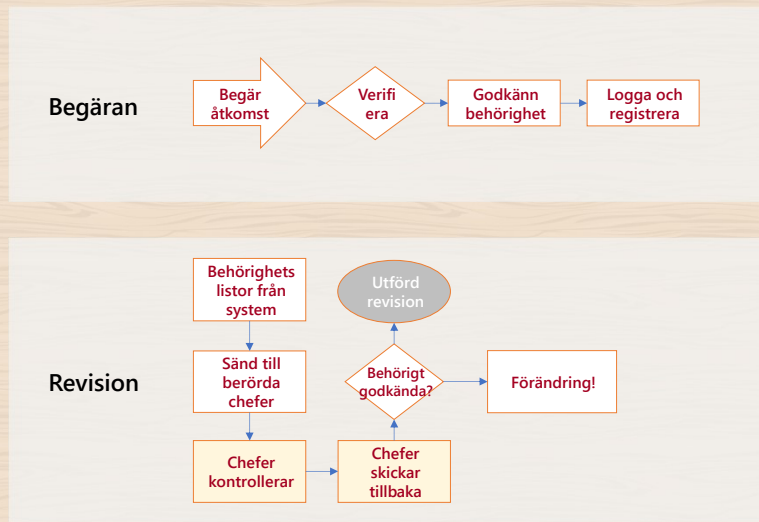 Begäran
Begär
åtkomst
Verifi
era
Godkänn
behörighet
Logga och
registrera
Revision
Behörighets
listor från
system
Sänd till
berörda
chefer
Chefer
kontrollerar
Chefer
skickar
tillbaka
Behörigt
godkända?
Utförd
revision
Förändring!